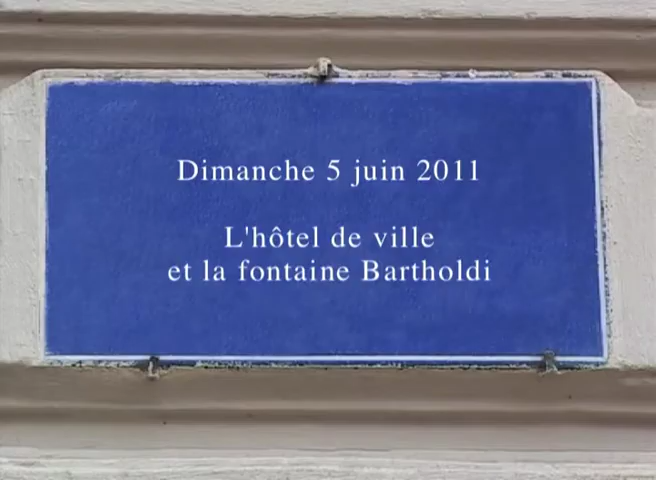 Dimanche 5 juin 2011
L'hôtel de ville
et la fontaine Bartholdi